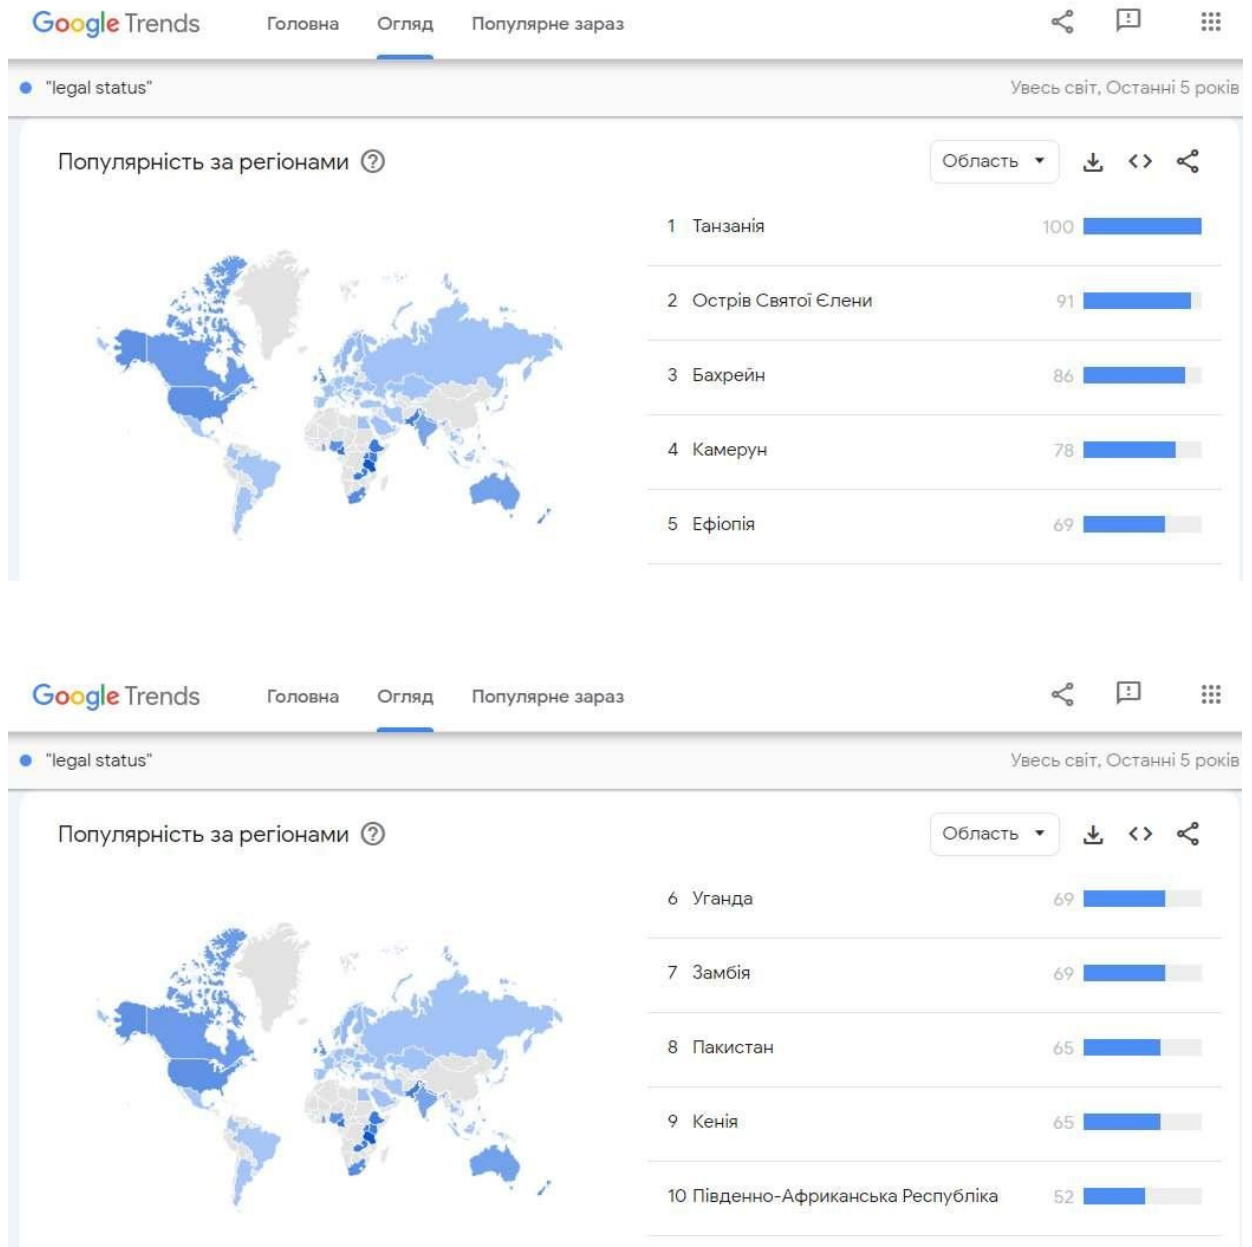 Google Trends Головна Огляд Популярне зараз
"legal status" Увесь світ, Останні 5 років
Популярність за регіонами Область
1 Танзанія 100
2 Острів Святої Єлени 91
3 Бахрейн 86
4 Камерун 78
5 Ефіопія 69
Google Trends Головна Огляд Популярне зараз
"legal status" Увесь світ, Останні 5 років
Популярність за регіонами Область
6 Уганда 69
7 Замбія 69
8 Пакистан 65
9 Кенія 65
10 Південно-Африканська Республіка 52